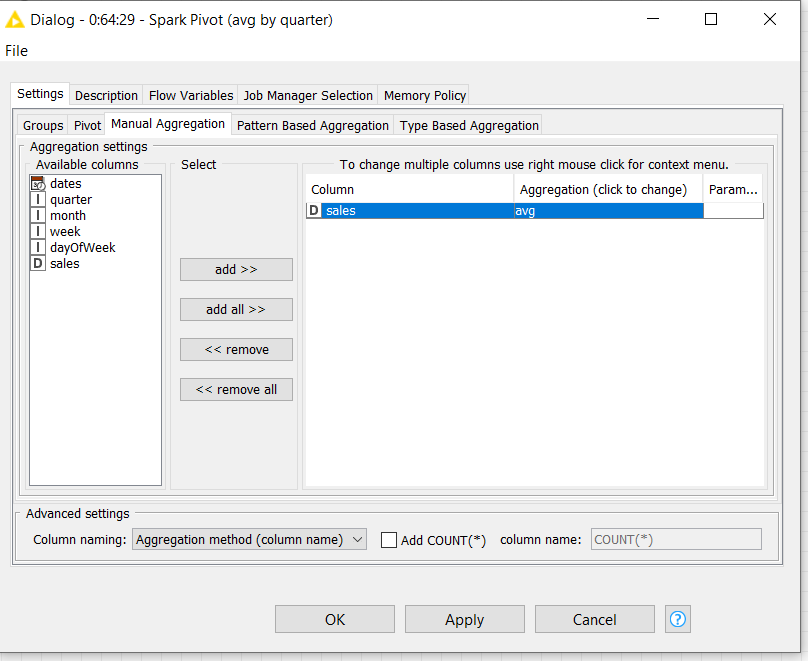 Dialog - 0:64:29 - Spark Pivot (avg by quarter)
File
Settings Description Flow Variables Job Manager Selection Memory Policy
Groups Pivot Manual Aggregation Pattern Based Aggregation Type Based Aggregation
Aggregation settings
Available columns Select To change multiple columns use right mouse click for context menu.
dates
I quarter
I month
I week
I dayOfWeek
D sales
add >>
add all >>
<< remove
<< remove all
Column Aggregation (click to change) Param...
D sales avg
Advanced settings
Column naming: Aggregation method (column name) Add COUNT(*) column name: COUNT(*)
OK Apply Cancel ?